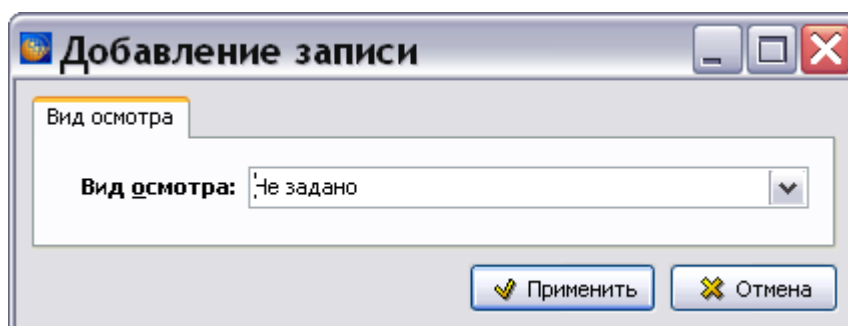 Добавление записи
Вид осмотра
Вид осмотра: Не задано
Применить Отмена